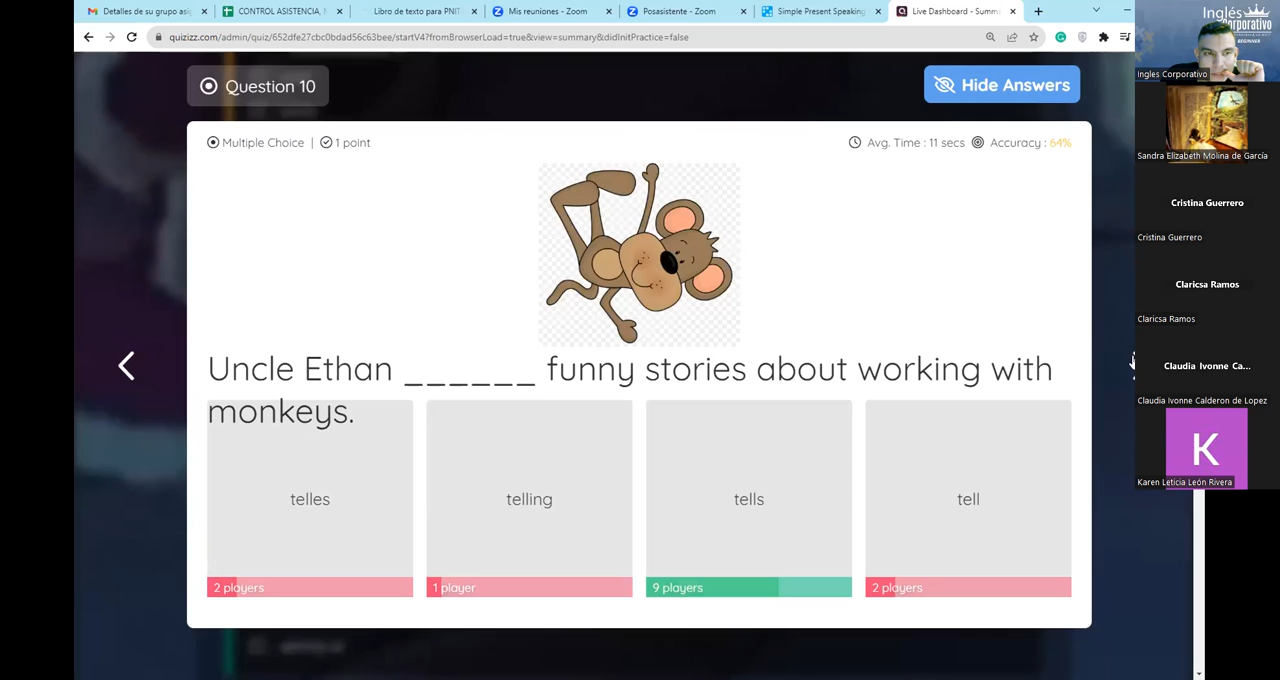 Detalles de su grupo asig
CONTROL ASISTENCIA, 
Libro de texto para PNIT
Mis reuniones - Zoom
Posasistente - Zoom
Simple Present Speaking
Live Dashboard - Summ
quizizz.com/admin/quiz/652dfe27cbc0bdad56c63bee/startV4?fromBrowserLoad=true&view=summary&didInitPractice=false
Question 10
Hide Answers
Multiple Choice | 1 point
Avg. Time : 11 secs
Accuracy : 64%
Uncle Ethan ______ funny stories about working with
monkeys.
telles
telling
tells
tell
2 players
1 player
9 players
2 players
Inglés
Corporativo
BEGINNER
Ingles Corporativo
Sandra Elizabeth Molina de García
Cristina Guerrero
Cristina Guerrero
Claricsa Ramos
Claricsa Ramos
Claudia Ivonne Ca...
Claudia Ivonne Calderon de Lopez
K
Karen Leticia León Rivera